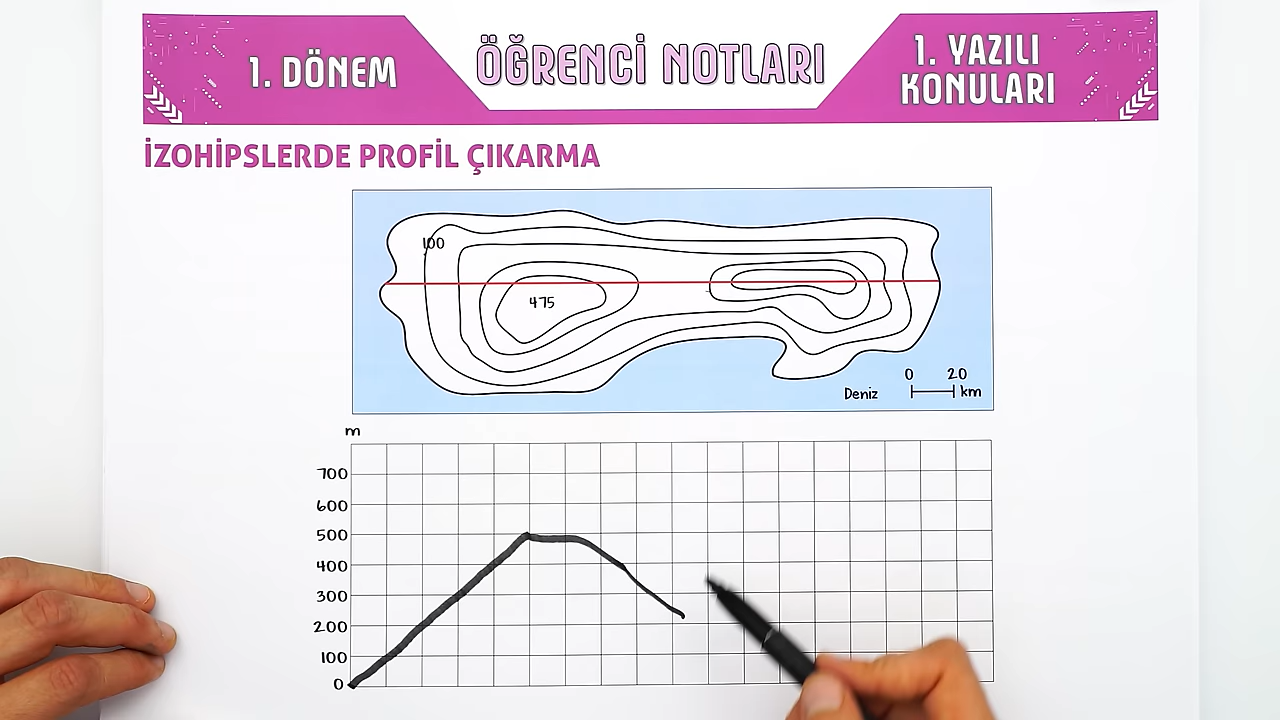 1. DÖNEM
ÖĞRENCİ NOTLARI
1. YAZILI
KONULARI
İZOHİPSLERDE PROFİL ÇIKARMA
100
475
0 20
Deniz km
m
700
600
500
400
300
200
100
0